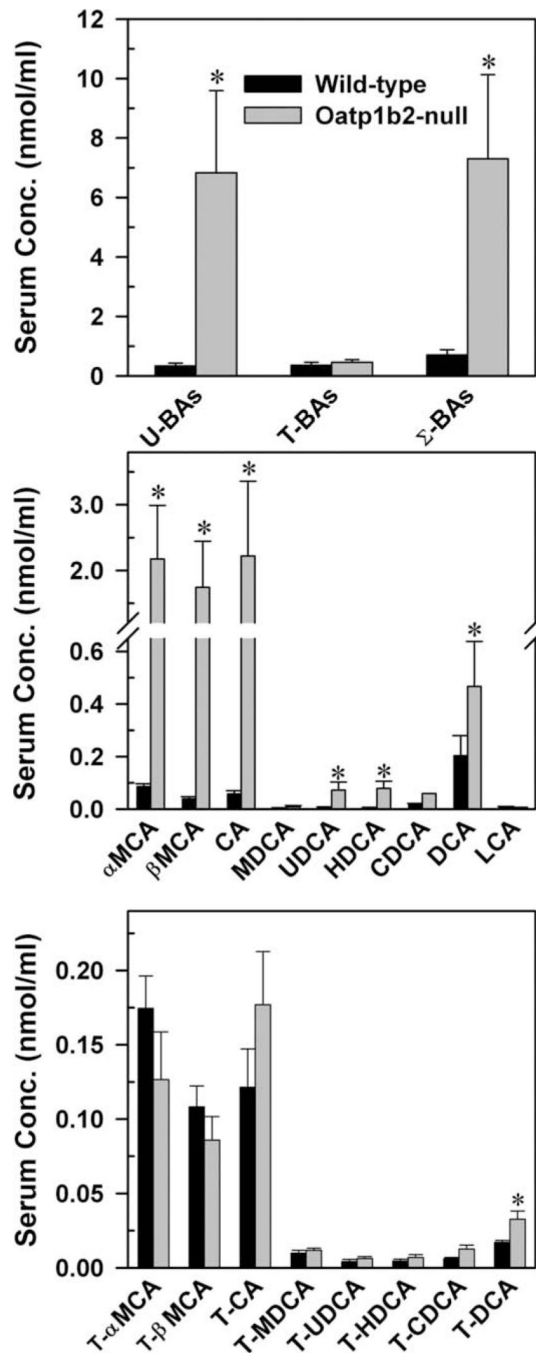 12
10
8
6
4
2
0
Serum Conc. (nmol/ml)
* *
Wild-type
Oatp1b2-null
U-BAs T-BAs Σ-BAs
3.0
2.0
0.6
0.4
0.2
0.0
Serum Conc. (nmol/ml)
* * * * * *
αMCA βMCA CA MDCA UDCA HDCA CDCA DCA LCA
0.20
0.15
0.10
0.05
0.00
Serum Conc. (nmol/ml)
*
T-αMCA T-βMCA T-CA T-MDCA T-UDCA T-HDCA T-CDCA T-DCA